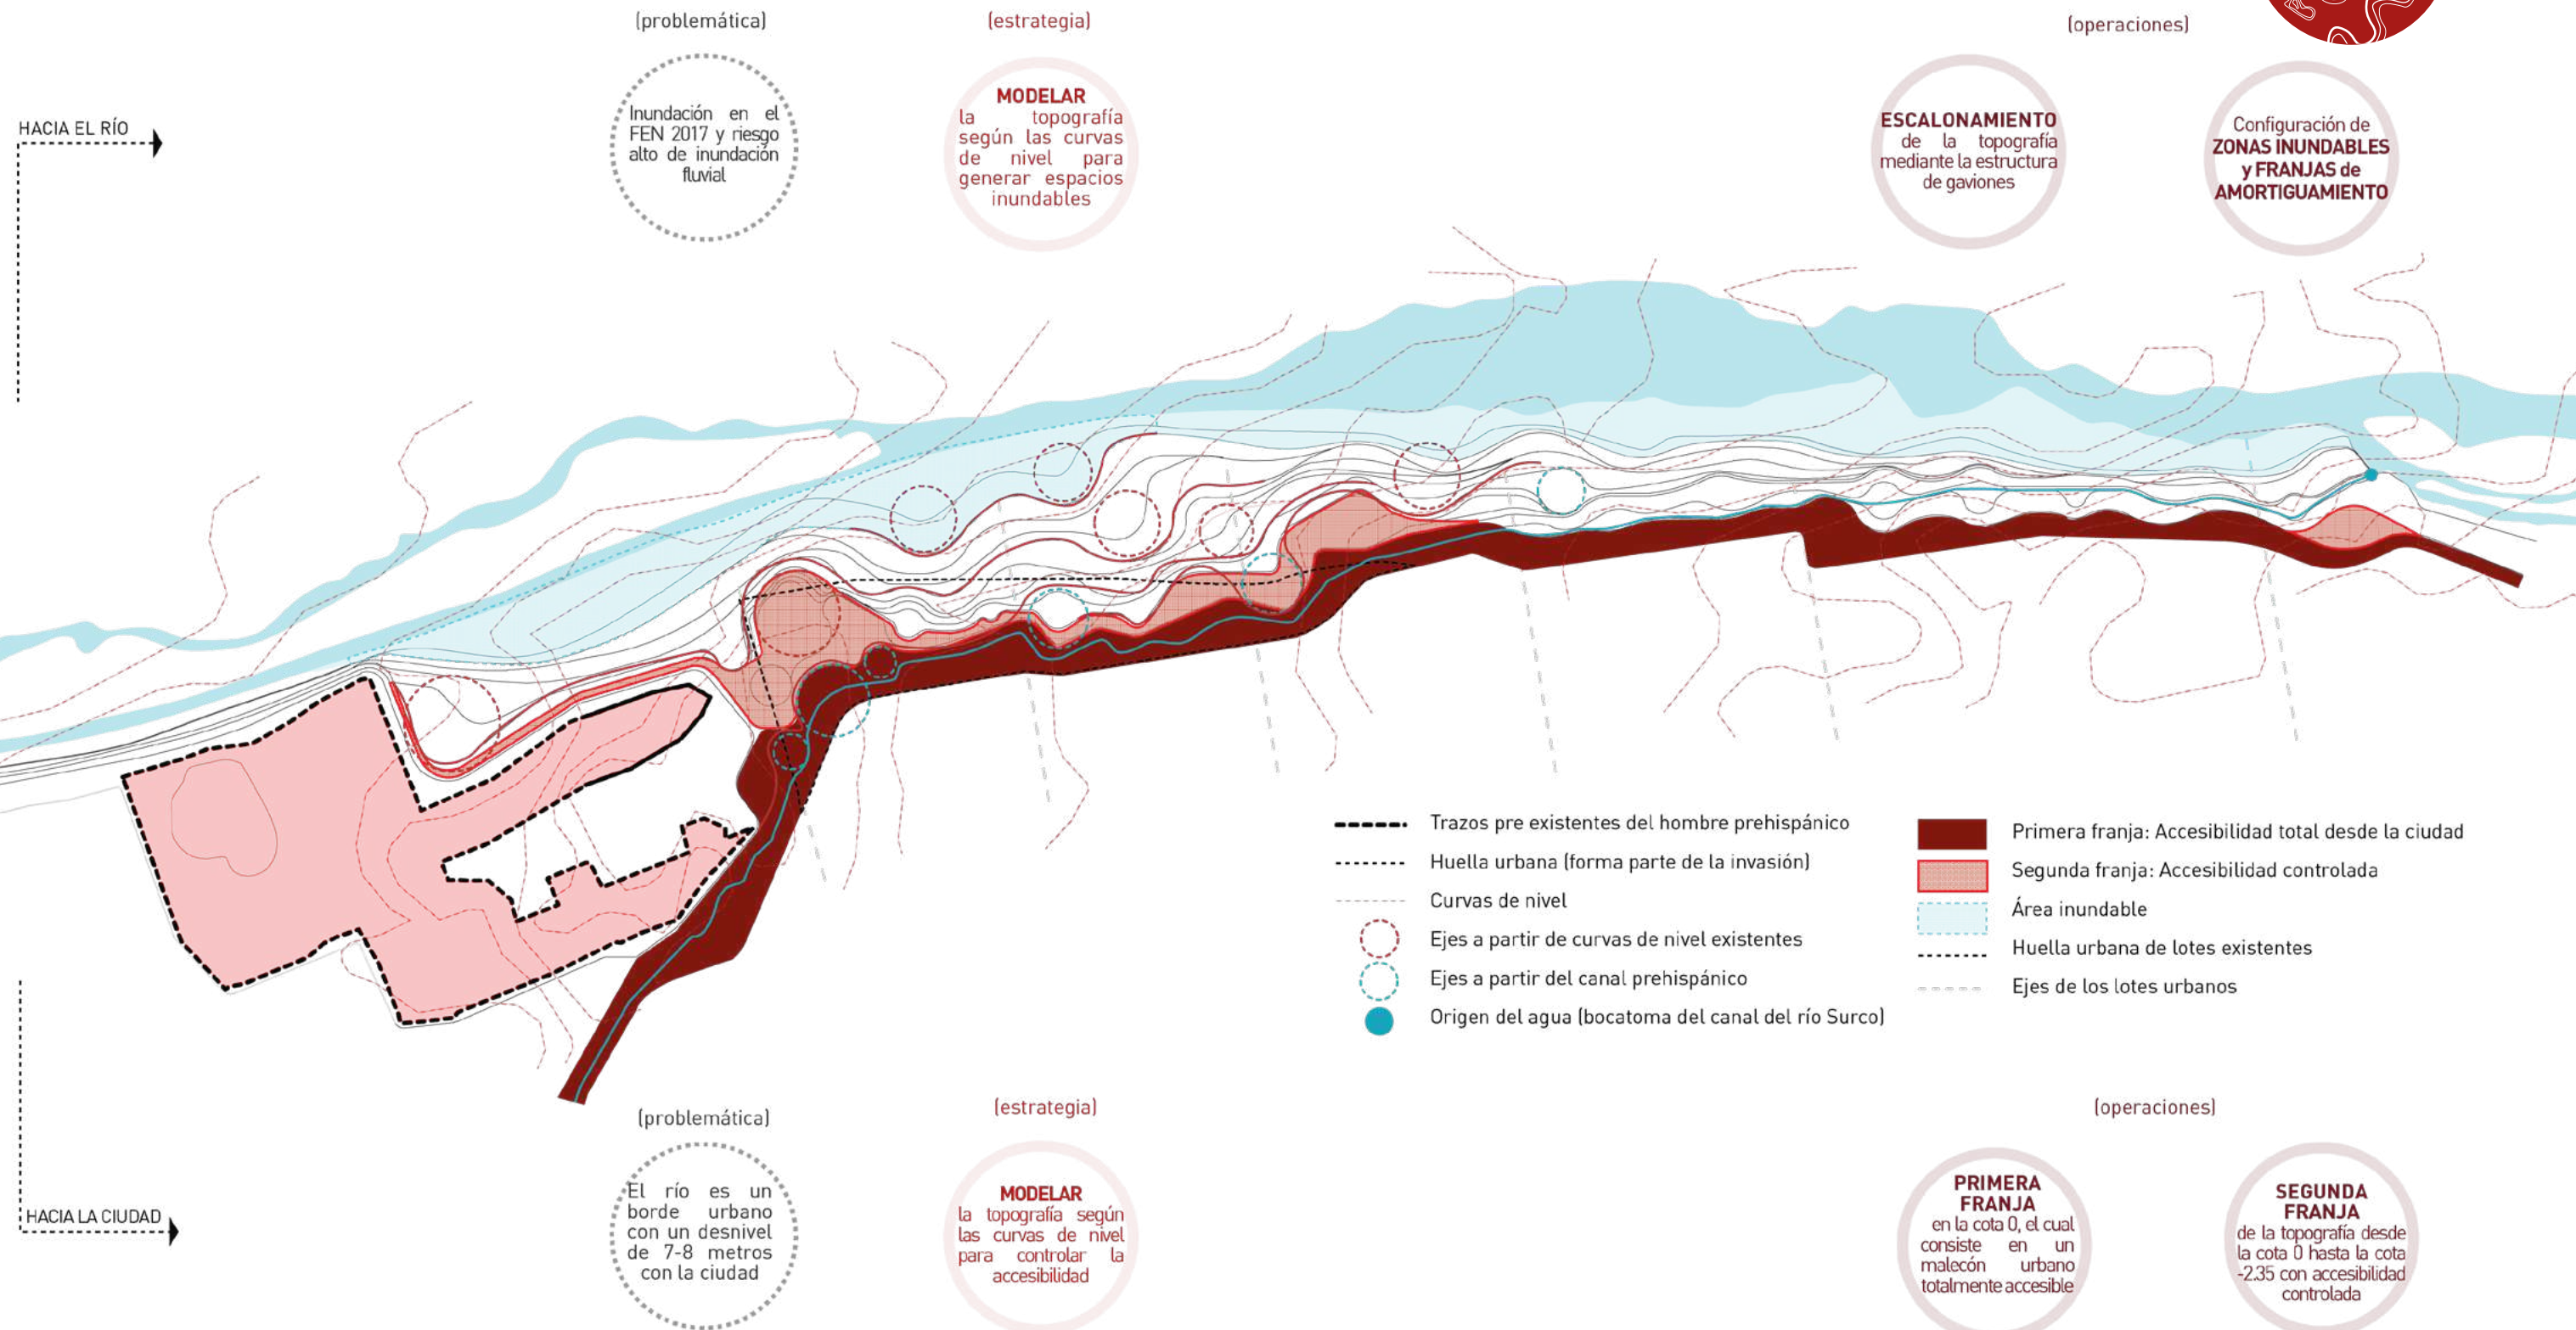 (problemática)
(estrategia)
(operaciones)
HACIA EL RÍO
Inundación en el
FEN 2017 y riesgo
alto de inundación
fluvial
MODELAR
la topografía
según las curvas
de nivel para
generar espacios
inundables
ESCALONAMIENTO
de la topografía
mediante la estructura
de gaviones
Configuración de
ZONAS INUNDABLES
y FRANJAS de
AMORTIGUAMIENTO
Trazos pre existentes del hombre prehispánico
Huella urbana (forma parte de la invasión)
Curvas de nivel
Ejes a partir de curvas de nivel existentes
Ejes a partir del canal prehispánico
Origen del agua (bocatoma del canal del río Surco)
Primera franja: Accesibilidad total desde la ciudad
Segunda franja: Accesibilidad controlada
Área inundable
Huella urbana de lotes existentes
Ejes de los lotes urbanos
HACIA LA CIUDAD
(problemática)
(estrategia)
(operaciones)
El río es un
borde urbano
con un desnivel
de 7-8 metros
con la ciudad
MODELAR
la topografía según
las curvas de nivel
para controlar la
accesibilidad
PRIMERA
FRANJA
en la cota 0, el cual
consiste en un
malecón urbano
totalmente accesible
SEGUNDA
FRANJA
de la topografía desde
la cota 0 hasta la cota
-2.35 con accesibilidad
controlada